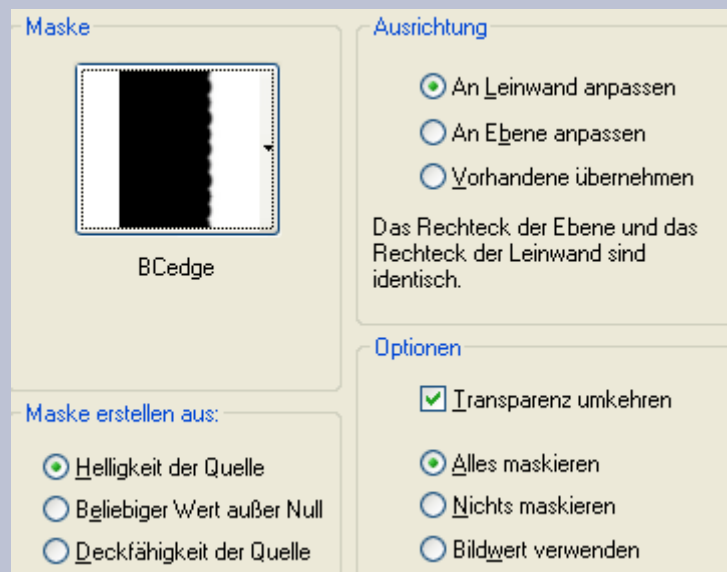 Maske
BCedge
Maske erstellen aus:
Helligkeit der Quelle
Beliebiger Wert außer Null
Deckfähigkeit der Quelle
Ausrichtung
An Leinwand anpassen
An Ebene anpassen
Vorhandene übernehmen
Das Rechteck der Ebene und das
Rechteck der Leinwand sind
identisch.
Optionen
Transparenz umkehren
Alles maskieren
Nichts maskieren
Bildwert verwenden